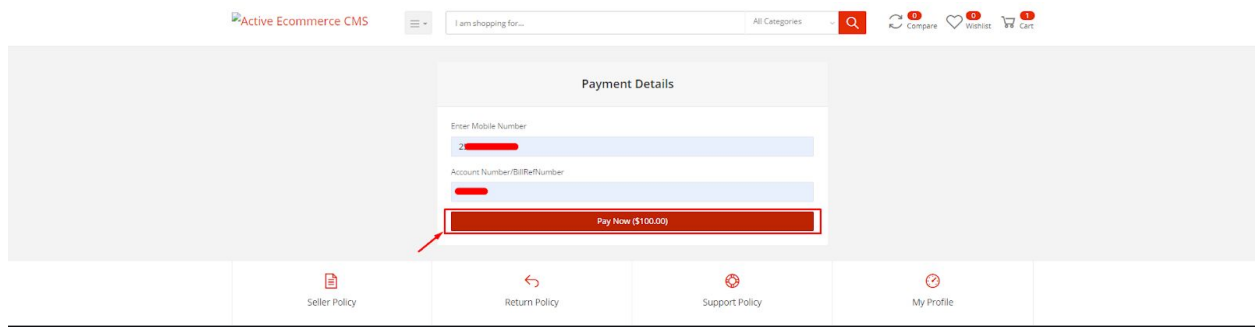 Active Ecommerce CMS
I am shopping for...
All Categories
0
Compare
0
Wishlist
1
Cart
Payment Details
Enter Mobile Number
2
Account Number/BillRefNumber
Pay Now ($100.00)
Seller Policy
Return Policy
Support Policy
My Profile